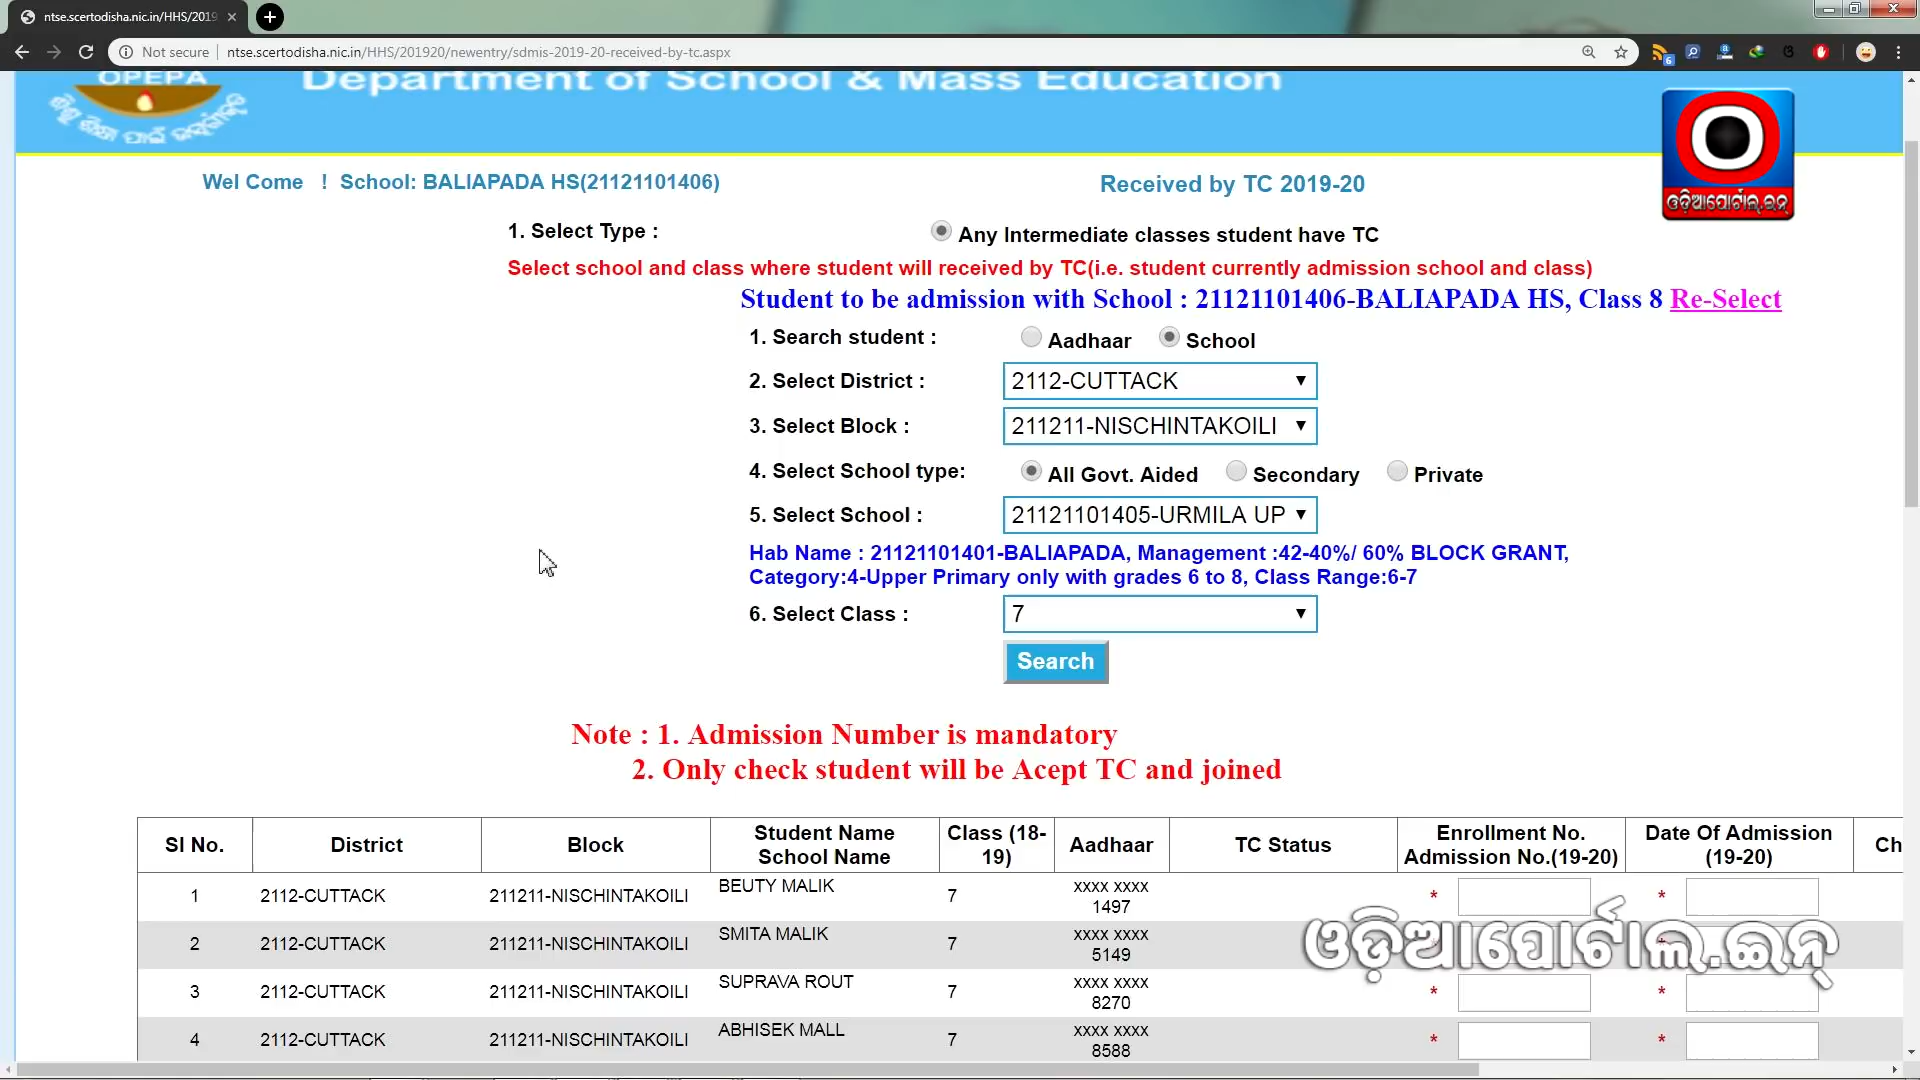 ntse.scertodisha.nic.in/HHS/2019
Not secure
ntse.scertodisha.nic.in/HHS/201920/newentry/sdmis-2019-20-received-by-tc.aspx
6
OPEPA
Department of School & Mass Education
ଓଡ଼ିଆପୋର୍ଟାଲ୍.ଇନ୍
Wel Come ! School: BALIAPADA HS(21121101406)
Received by TC 2019-20
1. Select Type :
Any Intermediate classes student have TC
Select school and class where student will received by TC(i.e. student currently admission school and class)
Student to be admission with School : 21121101406-BALIAPADA HS, Class 8 Re-Select
1. Search student : Aadhaar School
2. Select District : 2112-CUTTACK
3. Select Block : 211211-NISCHINTAKOILI
4. Select School type: All Govt. Aided Secondary Private
5. Select School : 21121101405-URMILA UP
Hab Name : 21121101401-BALIAPADA, Management :42-40%/ 60% BLOCK GRANT,
Category:4-Upper Primary only with grades 6 to 8, Class Range:6-7
6. Select Class : 7
Search
Note : 1. Admission Number is mandatory
2. Only check student will be Acept TC and joined
Sl No. District Block Student Name School Name Class (18-19) Aadhaar TC Status Enrollment No. Admission No.(19-20) Date Of Admission (19-20) Ch
1 2112-CUTTACK 211211-NISCHINTAKOILI BEUTY MALIK 7 xxxx xxxx 1497 * *
2 2112-CUTTACK 211211-NISCHINTAKOILI SMITA MALIK 7 xxxx xxxx 5149
ଓଡ଼ିଆପୋର୍ଟାଲ.ଇନ୍
3 2112-CUTTACK 211211-NISCHINTAKOILI SUPRAVA ROUT 7 xxxx xxxx 8270 * *
4 2112-CUTTACK 211211-NISCHINTAKOILI ABHISEK MALL 7 xxxx xxxx 8588 * *